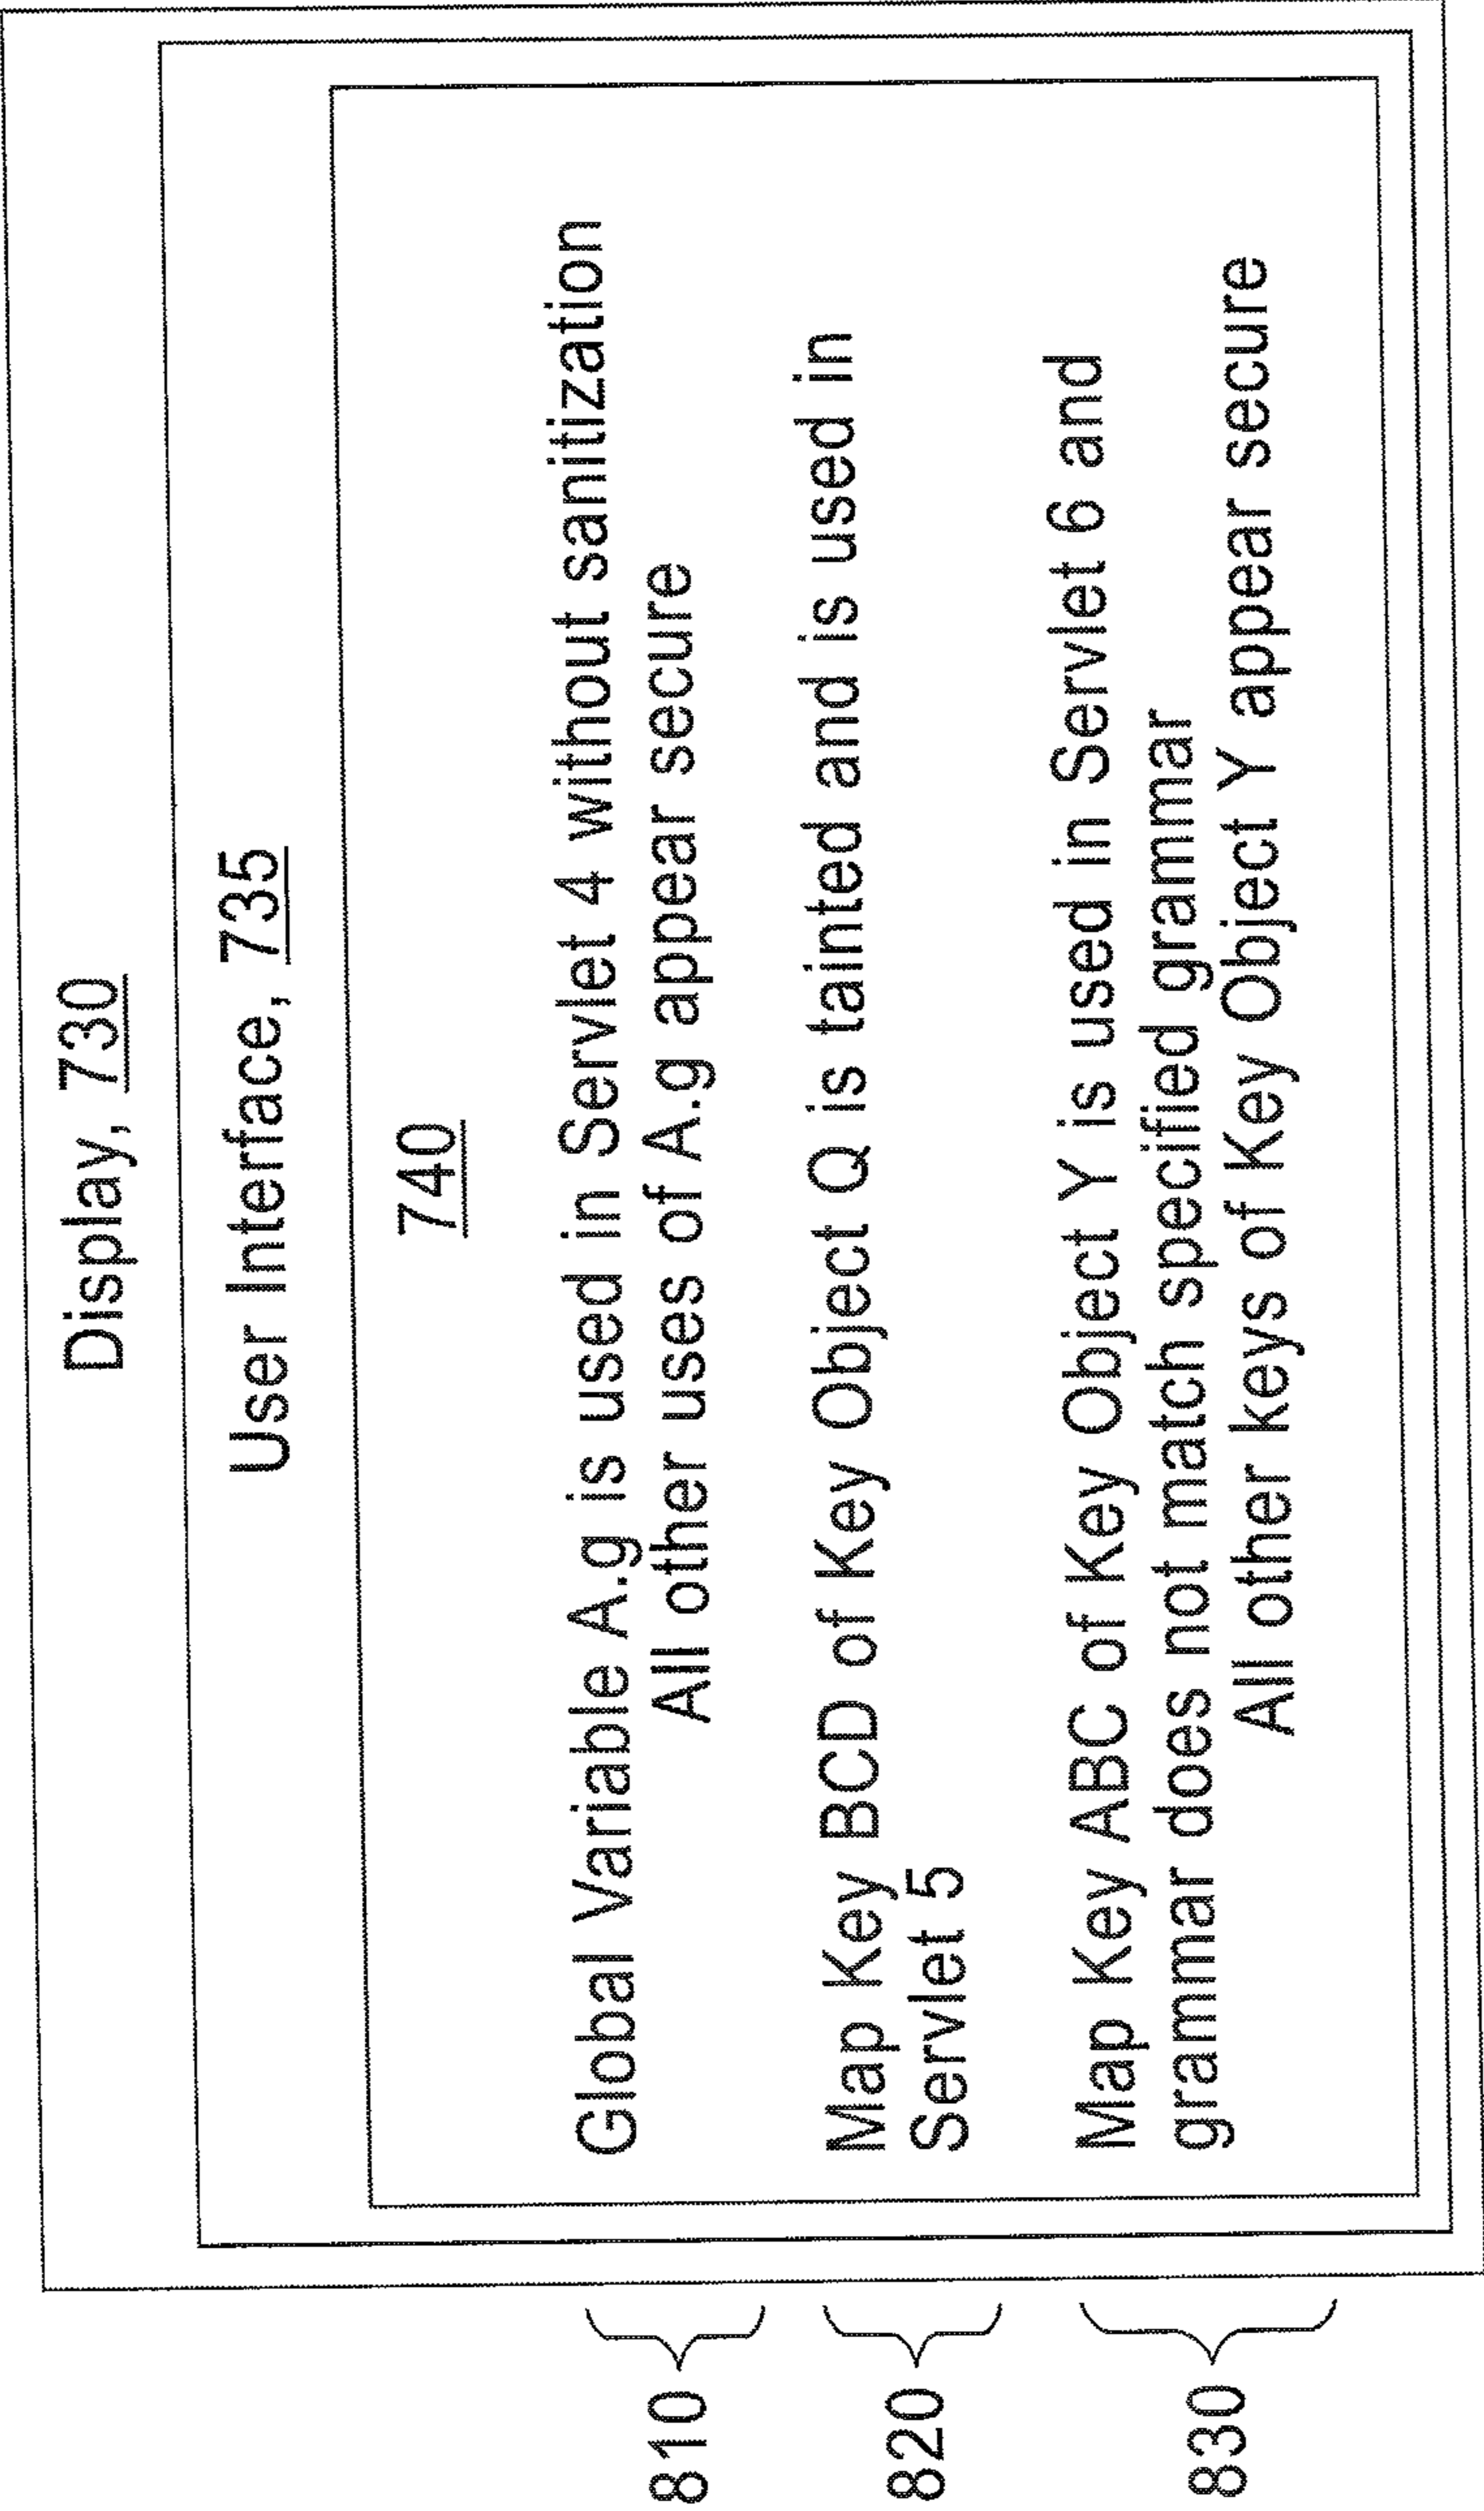 Display, 730
User Interface, 735
740
810
Global Variable A.g is used in Servlet 4 without sanitization
All other uses of A.g appear secure
820
Map Key BCD of Key Object Q is tainted and is used in
Servlet 5
830
Map Key ABC of Key Object Y is used in Servlet 6 and
grammar does not match specified grammar
All other keys of Key Object Y appear secure